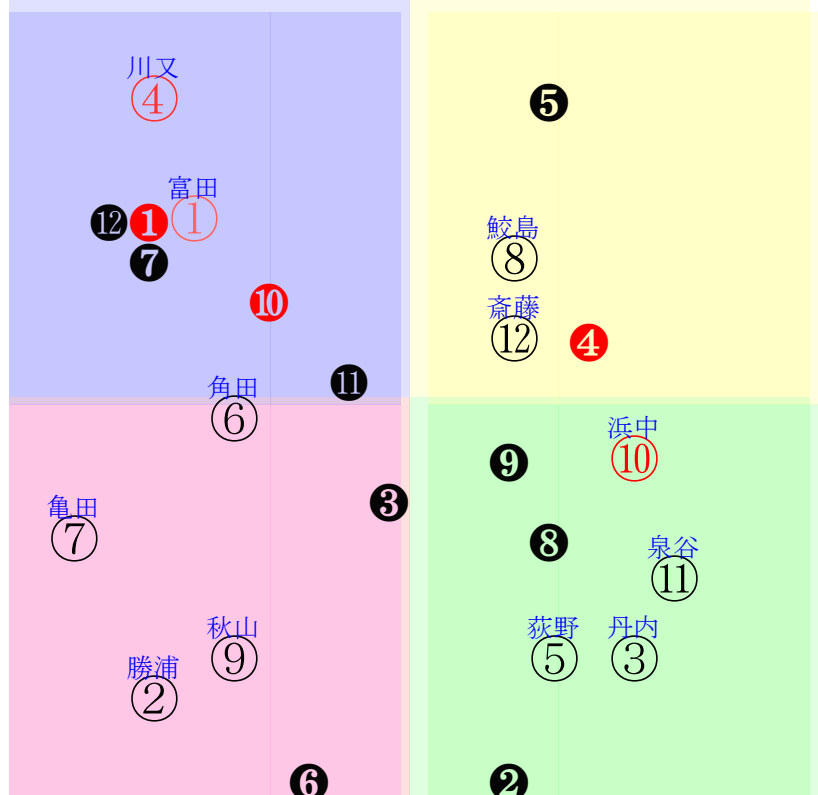 川又
④
❺
富田
⓬
❶
①
鮫島
⑧
❼
❿
斎藤
⑫
❹
⓫
角田
⑥
浜中
⑩
❾
❸
亀田
⑦
❽
泉谷
⑪
秋山
⑨
荻野
⑤
丹内
③
勝浦
②
❻
❷